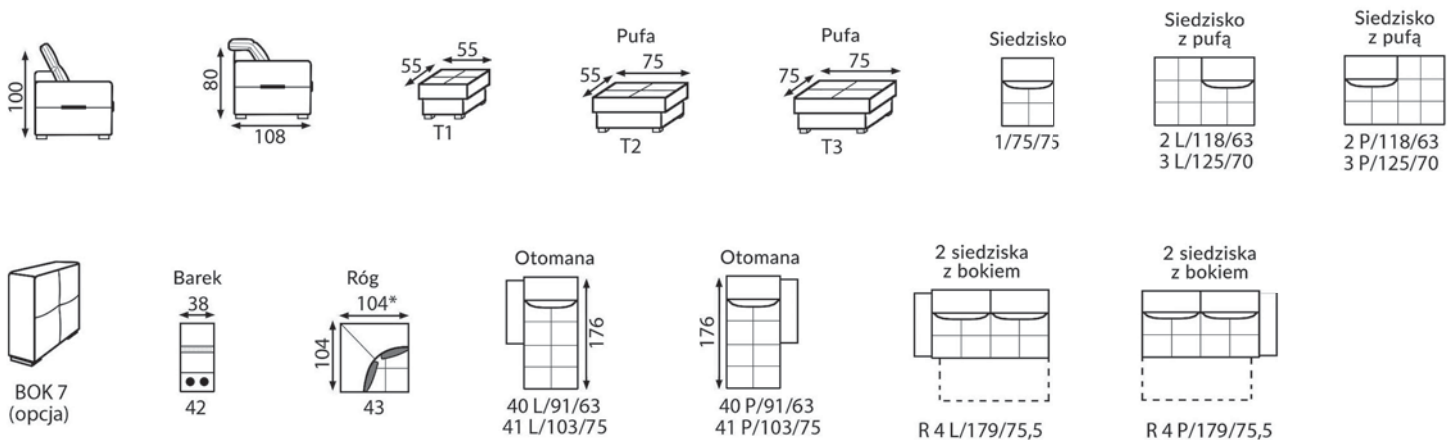 100
80
108
55
55
T1
Pufa
55
75
T2
Pufa
75
75
T3
Siedzisko
1/75/75
Siedzisko
z pufą
2 L/118/63
3 L/125/70
Siedzisko
z pufą
2 P/118/63
3 P/125/70
BOK 7
(opcja)
Barek
38
42
Róg
104*
104
43
Otomana
176
40 L/91/63
41 L/103/75
Otomana
176
40 P/91/63
41 P/103/75
2 siedziska
z bokiem
R 4 L/179/75,5
2 siedziska
z bokiem
R 4 P/179/75,5